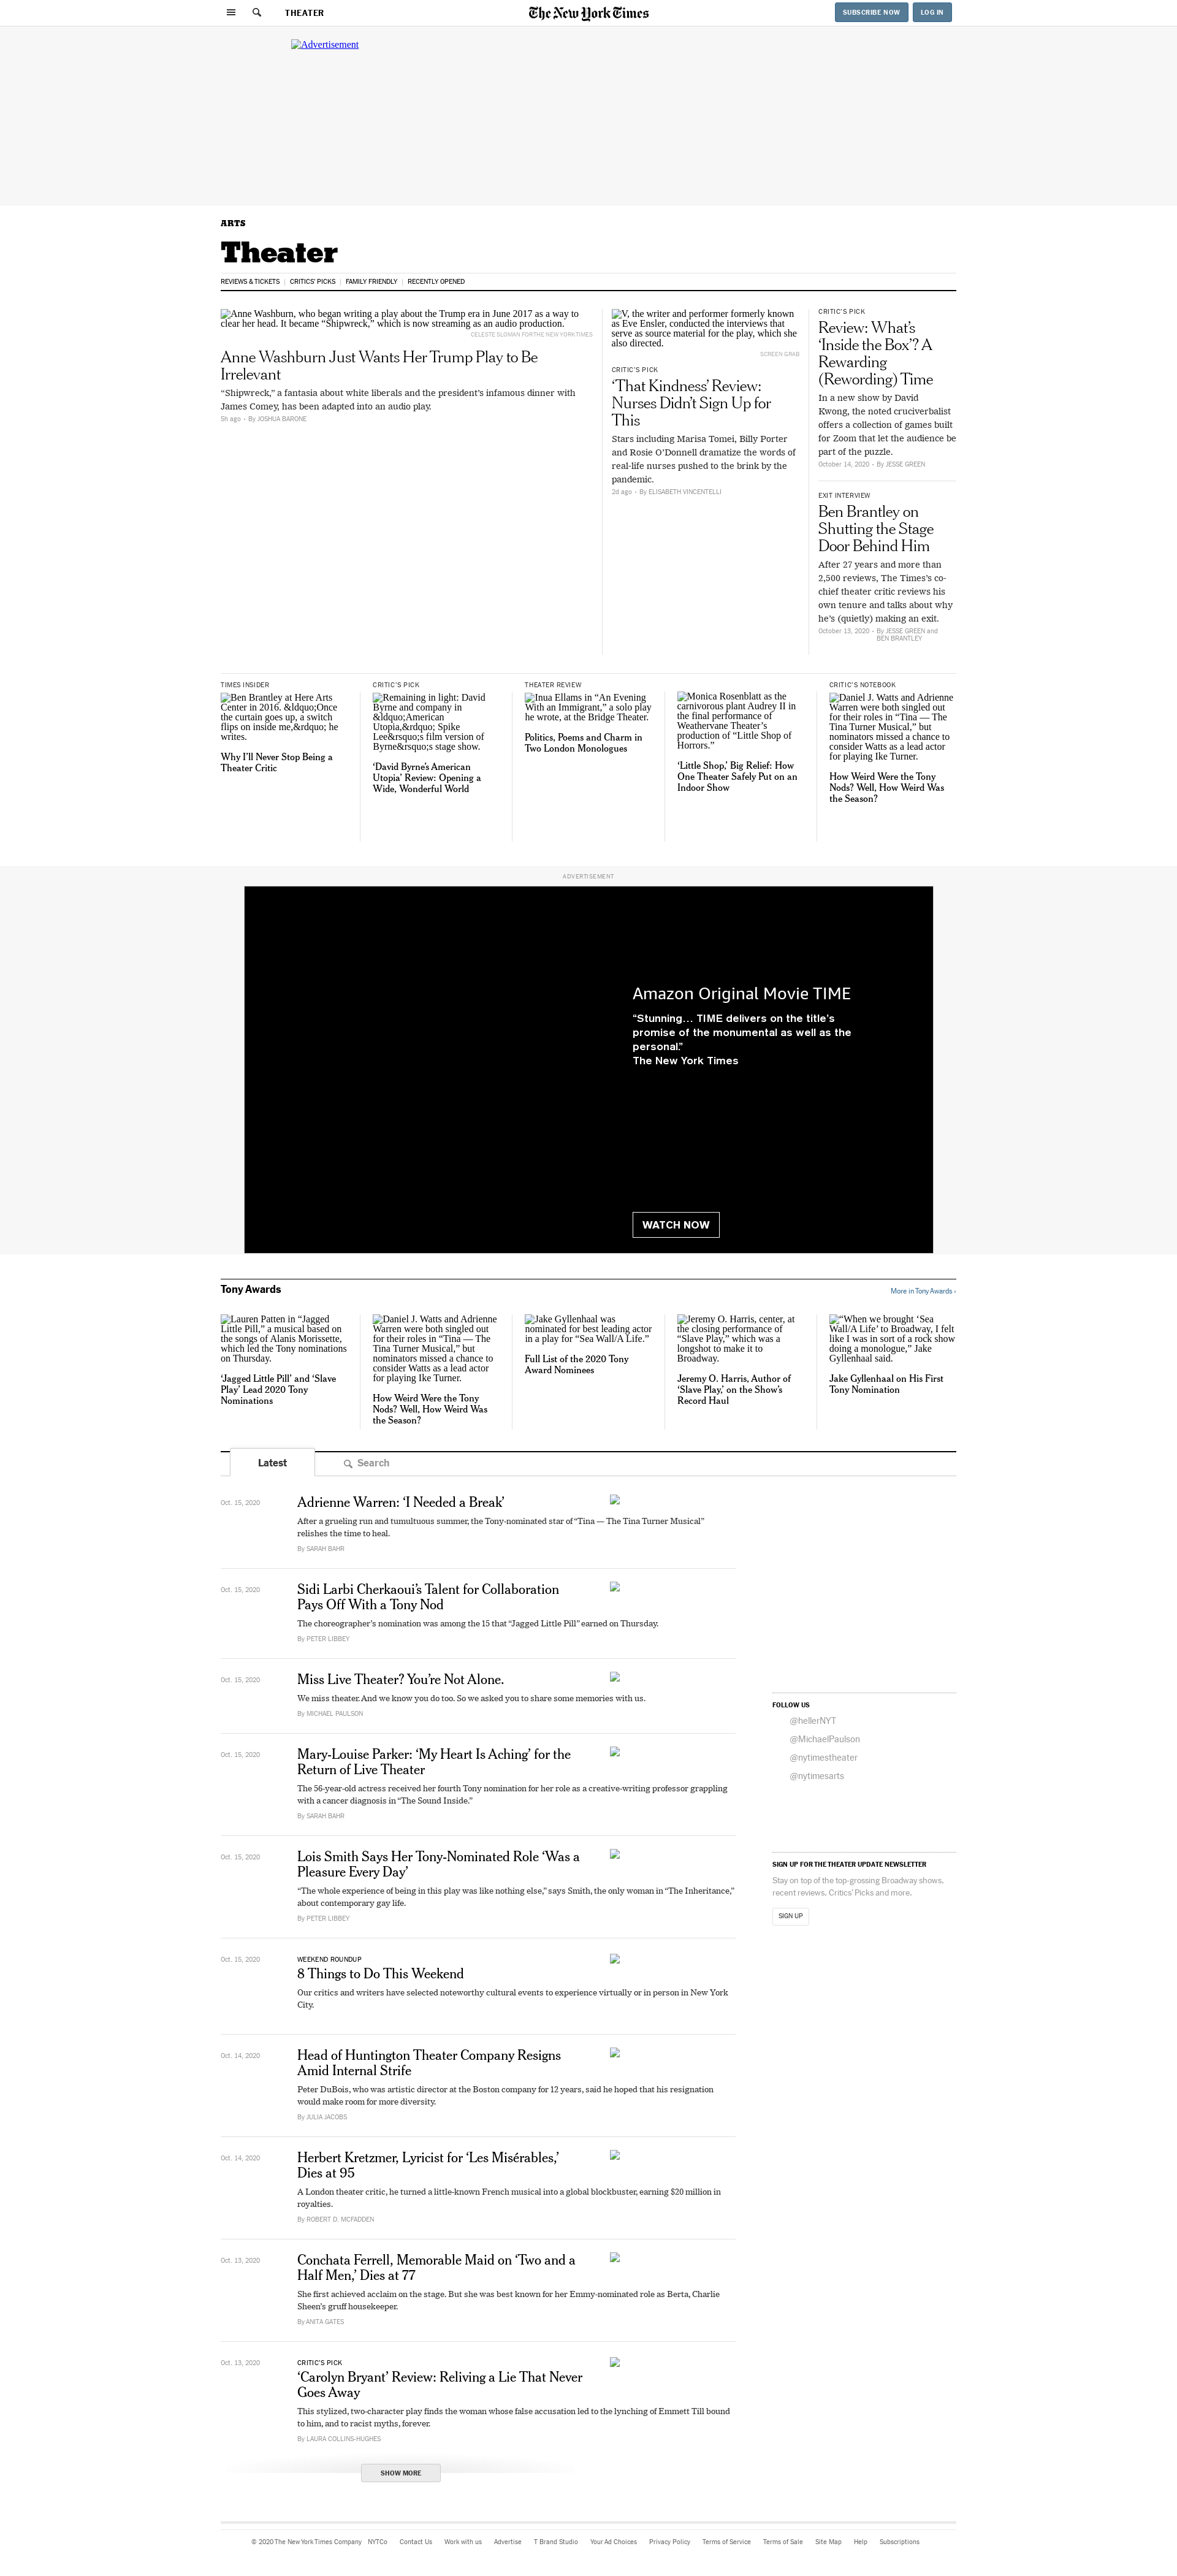 THEATER
The New York Times
SUBSCRIBE NOW
LOG IN
Advertisement
ARTS
Theater
REVIEWS & TICKETS | CRITICS' PICKS | FAMILY FRIENDLY | RECENTLY OPENED
Anne Washburn, who began writing a play about the Trump era in June 2017 as a way to
clear her head. It became “Shipwreck,” which is now streaming as an audio production.
CELESTE SLOMAN FOR THE NEW YORK TIMES
Anne Washburn Just Wants Her Trump Play to Be
Irrelevant
“Shipwreck,” a fantasia about white liberals and the president’s infamous dinner with
James Comey, has been adapted into an audio play.
5h ago - By JOSHUA BARONE
V, the writer and performer formerly known
as Eve Ensler, conducted the interviews that
serve as source material for the play, which she
also directed.
SCREEN GRAB
CRITIC’S PICK
‘That Kindness’ Review:
Nurses Didn’t Sign Up for
This
Stars including Marisa Tomei, Billy Porter
and Rosie O’Donnell dramatize the words of
real-life nurses pushed to the brink by the
pandemic.
2d ago - By ELISABETH VINCENTELLI
CRITIC’S PICK
Review: What’s
‘Inside the Box’? A
Rewarding
(Rewording) Time
In a new show by David
Kwong, the noted cruciverbalist
offers a collection of games built
for Zoom that let the audience be
part of the puzzle.
October 14, 2020 - By JESSE GREEN
EXIT INTERVIEW
Ben Brantley on
Shutting the Stage
Door Behind Him
After 27 years and more than
2,500 reviews, The Times’s co-
chief theater critic reviews his
own tenure and talks about why
he’s (quietly) making an exit.
October 13, 2020 - By JESSE GREEN and
BEN BRANTLEY
TIMES INSIDER
Ben Brantley at Here Arts
Center in 2016. &ldquo;Once
the curtain goes up, a switch
flips on inside me,&rdquo; he
writes.
Why I’ll Never Stop Being a
Theater Critic
CRITIC’S PICK
Remaining in light: David
Byrne and company in
&ldquo;American
Utopia,&rdquo; Spike
Lee&rsquo;s film version of
Byrne&rsquo;s stage show.
‘David Byrne’s American
Utopia’ Review: Opening a
Wide, Wonderful World
THEATER REVIEW
Inua Ellams in “An Evening
With an Immigrant,” a solo play
he wrote, at the Bridge Theater.
Politics, Poems and Charm in
Two London Monologues
Monica Rosenblatt as the
carnivorous plant Audrey II in
the final performance of
Weathervane Theater’s
production of “Little Shop of
Horrors.”
‘Little Shop,’ Big Relief: How
One Theater Safely Put on an
Indoor Show
CRITIC’S NOTEBOOK
Daniel J. Watts and Adrienne
Warren were both singled out
for their roles in “Tina — The
Tina Turner Musical,” but
nominators missed a chance to
consider Watts as a lead actor
for playing Ike Turner.
How Weird Were the Tony
Nods? Well, How Weird Was
the Season?
ADVERTISEMENT
Amazon Original Movie TIME
“Stunning… TIME delivers on the title’s
promise of the monumental as well as the
personal.”
The New York Times
WATCH NOW
Tony Awards
More in Tony Awards ›
Lauren Patten in “Jagged
Little Pill,” a musical based on
the songs of Alanis Morissette,
which led the Tony nominations
on Thursday.
‘Jagged Little Pill’ and ‘Slave
Play’ Lead 2020 Tony
Nominations
Daniel J. Watts and Adrienne
Warren were both singled out
for their roles in “Tina — The
Tina Turner Musical,” but
nominators missed a chance to
consider Watts as a lead actor
for playing Ike Turner.
How Weird Were the Tony
Nods? Well, How Weird Was
the Season?
Jake Gyllenhaal was
nominated for best leading actor
in a play for “Sea Wall/A Life.”
Full List of the 2020 Tony
Award Nominees
Jeremy O. Harris, center, at
the closing performance of
“Slave Play,” which was a
longshot to make it to
Broadway.
Jeremy O. Harris, Author of
‘Slave Play,’ on the Show’s
Record Haul
“When we brought ‘Sea
Wall/A Life’ to Broadway, I felt
like I was in sort of a rock show
doing a monologue,” Jake
Gyllenhaal said.
Jake Gyllenhaal on His First
Tony Nomination
Latest
Search
Oct. 15, 2020
Adrienne Warren: ‘I Needed a Break’
After a grueling run and tumultuous summer, the Tony-nominated star of “Tina — The Tina Turner Musical”
relishes the time to heal.
By SARAH BAHR
Oct. 15, 2020
Sidi Larbi Cherkaoui’s Talent for Collaboration
Pays Off With a Tony Nod
The choreographer’s nomination was among the 15 that “Jagged Little Pill” earned on Thursday.
By PETER LIBBEY
Oct. 15, 2020
Miss Live Theater? You’re Not Alone.
We miss theater. And we know you do too. So we asked you to share some memories with us.
By MICHAEL PAULSON
Oct. 15, 2020
Mary-Louise Parker: ‘My Heart Is Aching’ for the
Return of Live Theater
The 56-year-old actress received her fourth Tony nomination for her role as a creative-writing professor grappling
with a cancer diagnosis in “The Sound Inside.”
By SARAH BAHR
Oct. 15, 2020
Lois Smith Says Her Tony-Nominated Role ‘Was a
Pleasure Every Day’
“The whole experience of being in this play was like nothing else,” says Smith, the only woman in “The Inheritance,”
about contemporary gay life.
By PETER LIBBEY
Oct. 15, 2020
WEEKEND ROUNDUP
8 Things to Do This Weekend
Our critics and writers have selected noteworthy cultural events to experience virtually or in person in New York
City.
Oct. 14, 2020
Head of Huntington Theater Company Resigns
Amid Internal Strife
Peter DuBois, who was artistic director at the Boston company for 12 years, said he hoped that his resignation
would make room for more diversity.
By JULIA JACOBS
Oct. 14, 2020
Herbert Kretzmer, Lyricist for ‘Les Misérables,’
Dies at 95
A London theater critic, he turned a little-known French musical into a global blockbuster, earning $20 million in
royalties.
By ROBERT D. MCFADDEN
Oct. 13, 2020
Conchata Ferrell, Memorable Maid on ‘Two and a
Half Men,’ Dies at 77
She first achieved acclaim on the stage. But she was best known for her Emmy-nominated role as Berta, Charlie
Sheen’s gruff housekeeper.
By ANITA GATES
Oct. 13, 2020
CRITIC’S PICK
‘Carolyn Bryant’ Review: Reliving a Lie That Never
Goes Away
This stylized, two-character play finds the woman whose false accusation led to the lynching of Emmett Till bound
to him, and to racist myths, forever.
By LAURA COLLINS-HUGHES
SHOW MORE
FOLLOW US
@hellerNYT
@MichaelPaulson
@nytimestheater
@nytimesarts
SIGN UP FOR THE THEATER UPDATE NEWSLETTER
Stay on top of the top-grossing Broadway shows,
recent reviews, Critics’ Picks and more.
SIGN UP
© 2020 The New York Times Company NYTCo Contact Us Work with us Advertise T Brand Studio Your Ad Choices Privacy Policy Terms of Service Terms of Sale Site Map Help Subscriptions